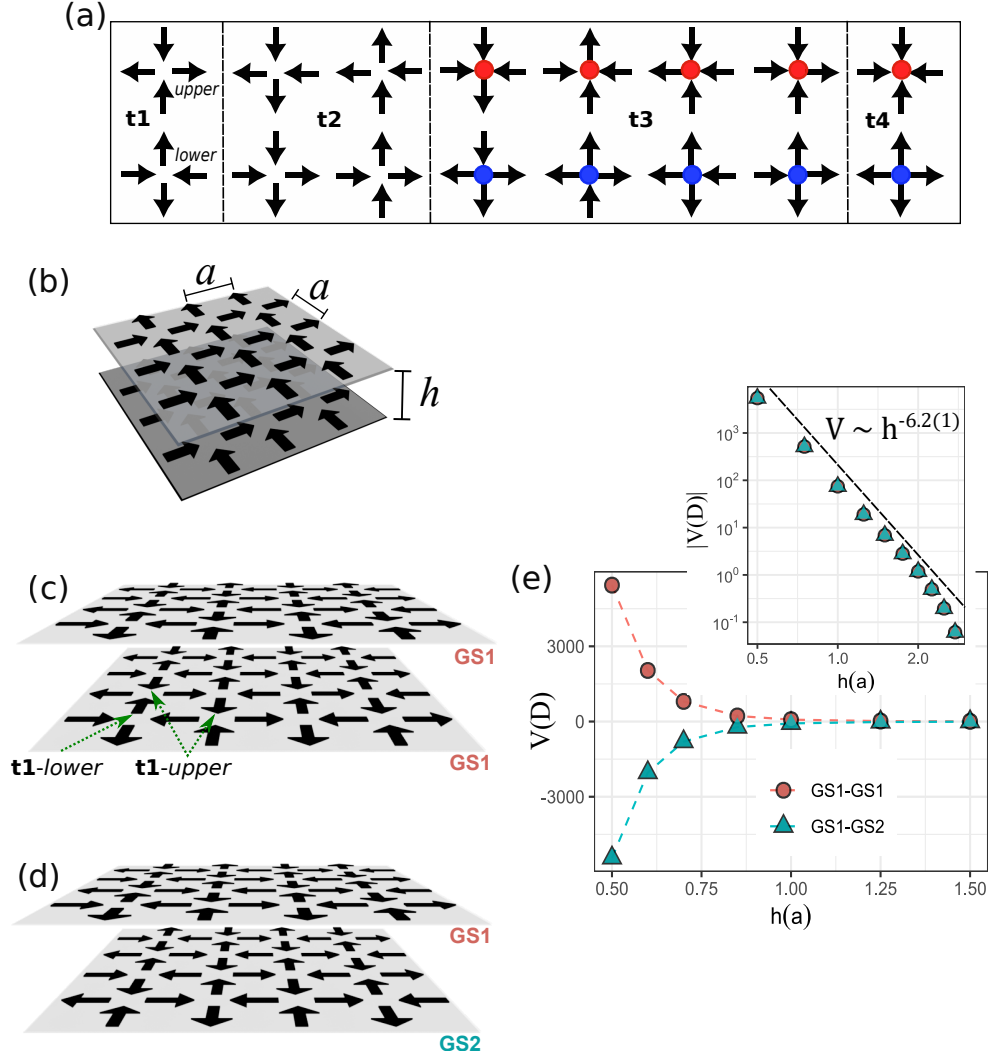 (a)
upper
t1
t2
t3
t4
lower
(b)
a
a
h
(c)
GS1
t1-lower
t1-upper
GS1
(d)
GS1
GS2
(e)
V ~ h^-6.2(1)
|V(D)|
10^3
10^2
10^1
10^0
10^-1
0.5
1.0
2.0
h(a)
V(D)
3000
0
-3000
GS1-GS1
GS1-GS2
0.50
0.75
1.00
1.25
1.50
h(a)